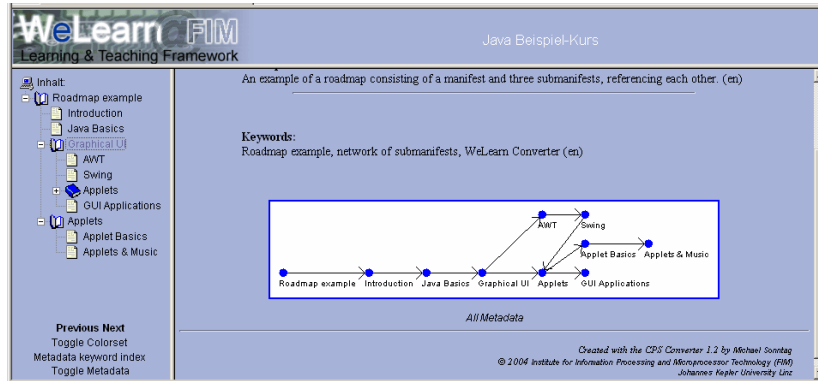 WeLearn FIM
Learning & Teaching Framework
Java Beispiel-Kurs
Inhalt:
Roadmap example
Introduction
Java Basics
Graphical UI
AWT
Swing
Applets
GUI Applications
Applets
Applet Basics
Applets & Music
Previous Next
Toggle Colorset
Metadata keyword index
Toggle Metadata
An example of a roadmap consisting of a manifest and three submanifests, referencing each other. (en)
Keywords:
Roadmap example, network of submanifests, WeLearn Converter (en)
AWT Swing
Applet Basics Applets & Music
Roadmap example Introduction Java Basics Graphical UI Applets GUI Applications
All Metadata
Created with the CPS Converter 1.2 by Michael Sonntag
© 2004 Institute for Information Processing and Microprocessor Technology (FIM)
Johannes Kepler University Linz